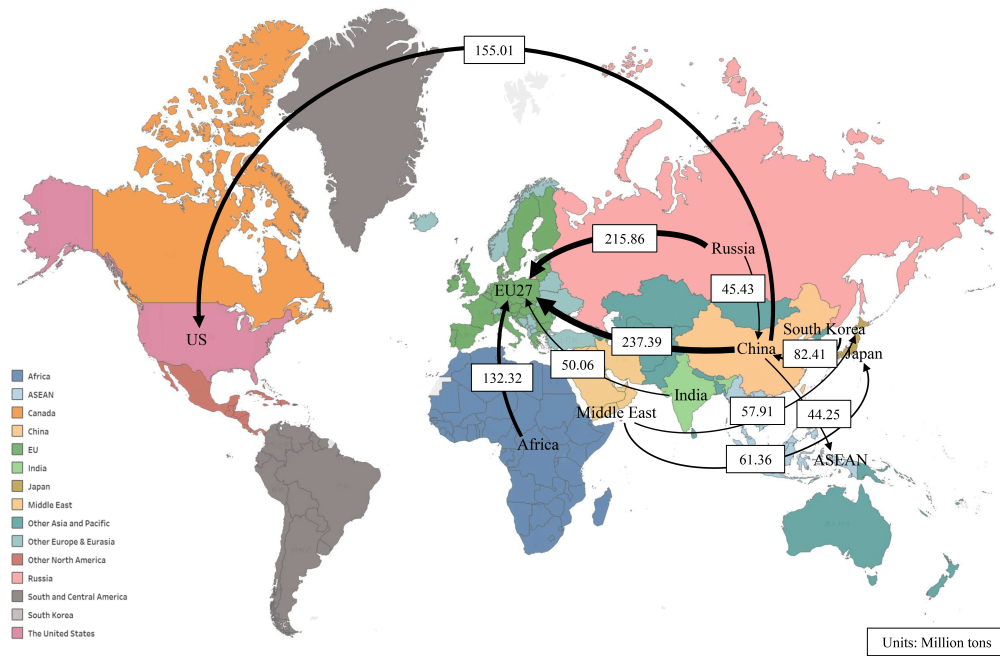 155.01
215.86
Russia
EU27
45.43
South Korea
US
237.39
China
82.41
Japan
132.32
50.06
India
Middle East
57.91
44.25
Africa
61.36
ASEAN
Africa
ASEAN
Canada
China
EU
India
Japan
Middle East
Other Asia and Pacific
Other Europe & Eurasia
Other North America
Russia
South and Central America
South Korea
The United States
Units: Million tons